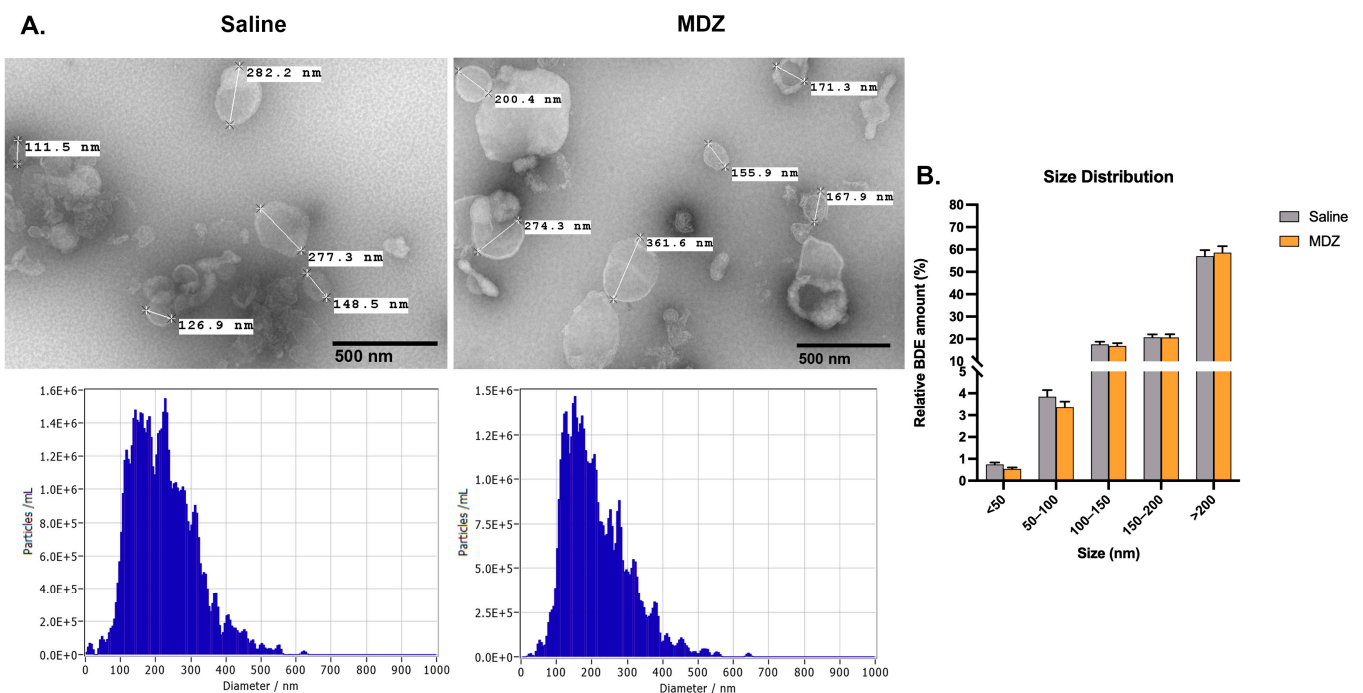 A.
Saline
MDZ
282.2 nm
111.5 nm
277.3 nm
148.5 nm
126.9 nm
500 nm
200.4 nm
171.3 nm
155.9 nm
167.9 nm
274.3 nm
361.6 nm
500 nm
1.6E+6
1.4E+6
1.2E+6
1.0E+6
8.0E+5
6.0E+5
4.0E+5
2.0E+5
0.0E+0
Particles /mL
0 100 200 300 400 500 600 700 800 900 1000
Diameter / nm
1.5E+6
1.2E+6
1.0E+6
7.5E+5
5.0E+5
2.5E+5
0.0E+0
Particles /mL
0 100 200 300 400 500 600 700 800 900 1000
Diameter / nm
B.
Size Distribution
Saline
MDZ
80
70
60
50
40
30
20
10
5
4
3
2
1
0
Relative BDE amount (%)
<50 50–100 100–150 150–200 >200
Size (nm)